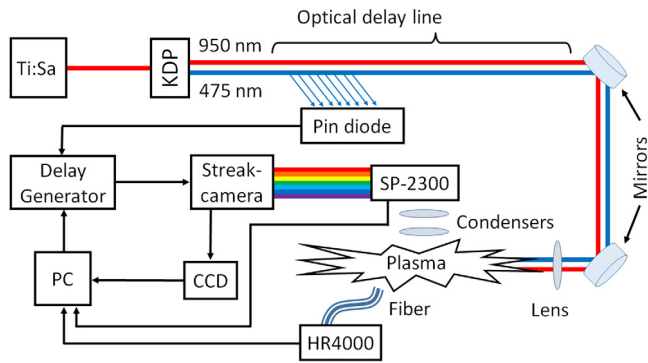 Optical delay line
950 nm
Ti:Sa
KDP
475 nm
Pin diode
Mirrors
Delay
Generator
Streak-
camera
SP-2300
Condensers
Plasma
PC
CCD
Fiber
Lens
HR4000